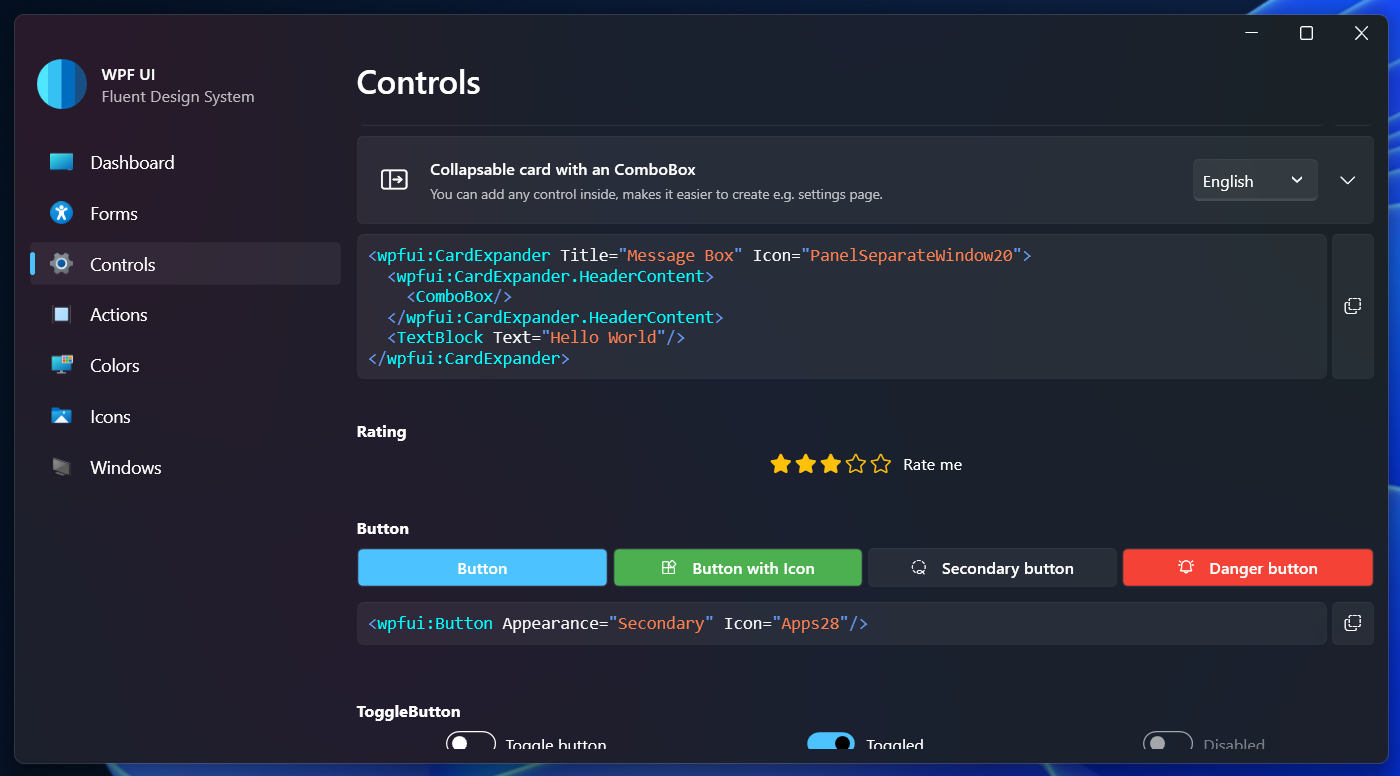 WPF UI
Fluent Design System
Dashboard
Forms
Controls
Actions
Colors
Icons
Windows
Controls
Collapsable card with an ComboBox
You can add any control inside, makes it easier to create e.g. settings page.
English
<wpfui:CardExpander Title="Message Box" Icon="PanelSeparateWindow20">
  <wpfui:CardExpander.HeaderContent>
    <ComboBox/>
  </wpfui:CardExpander.HeaderContent>
  <TextBlock Text="Hello World"/>
</wpfui:CardExpander>
Rating
Rate me
Button
Button Button with Icon Secondary button Danger button
<wpfui:Button Appearance="Secondary" Icon="Apps28"/>
ToggleButton
Toggle button Toggled Disabled